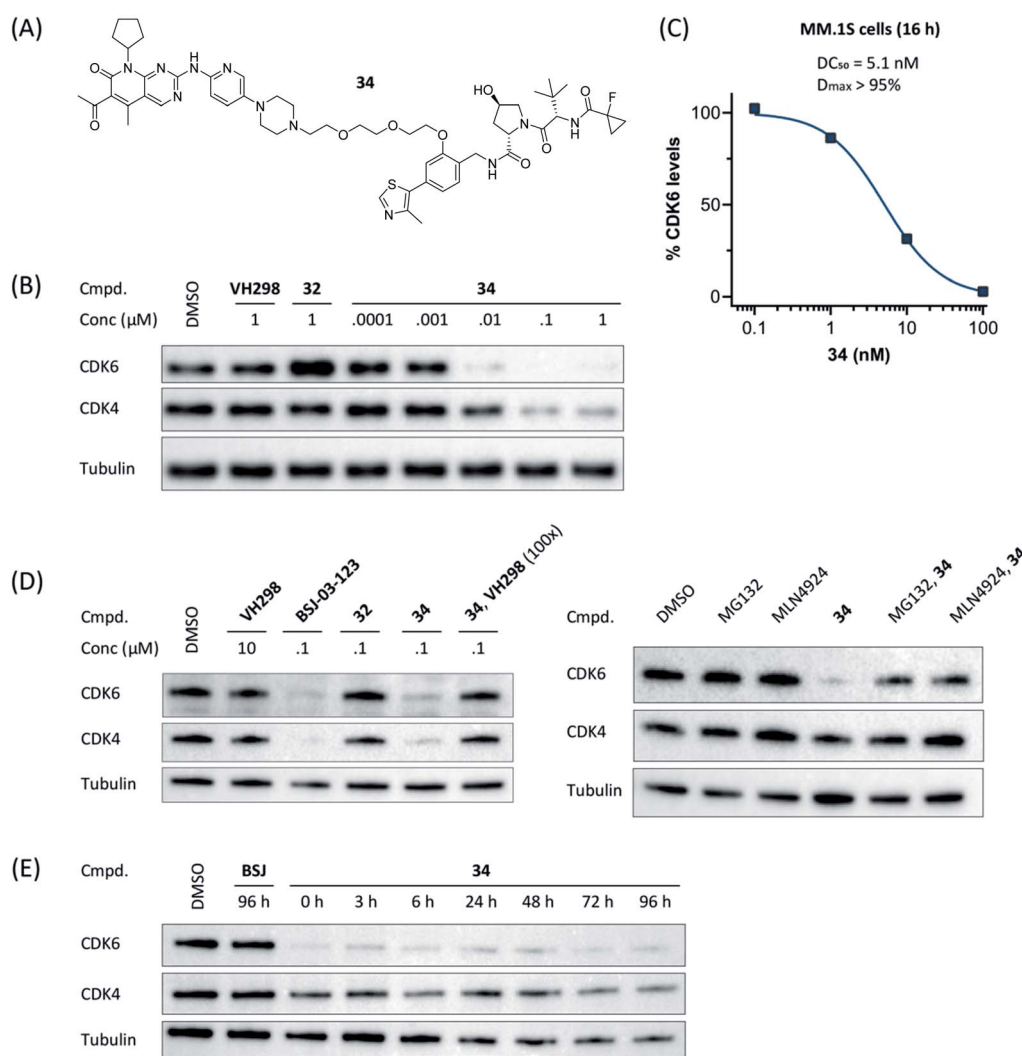 (A)
34
O
N
N
NH
N
O
N
N
N
O
O
O
HO
N
O
N
H
O
F
N
H
O
S
N
(C)
MM.1S cells (16 h)
DC₅₀ = 5.1 nM
Dmax > 95%
% CDK6 levels
100
50
0
0.1 1 10 100
34 (nM)
(B)
Cmpd. DMSO VH298 32 34
Conc (µM) 1 1 .0001 .001 .01 .1 1
CDK6
CDK4
Tubulin
(D)
Cmpd. DMSO VH298 BSJ-03-123 32 34 34, VH298 (100x)
Conc (µM) 10 .1 .1 .1 .1
CDK6
CDK4
Tubulin
Cmpd. DMSO MG132 MLN4924 34 MG132, 34 MLN4924, 34
CDK6
CDK4
Tubulin
(E)
Cmpd. DMSO BSJ 34
96 h 0 h 3 h 6 h 24 h 48 h 72 h 96 h
CDK6
CDK4
Tubulin